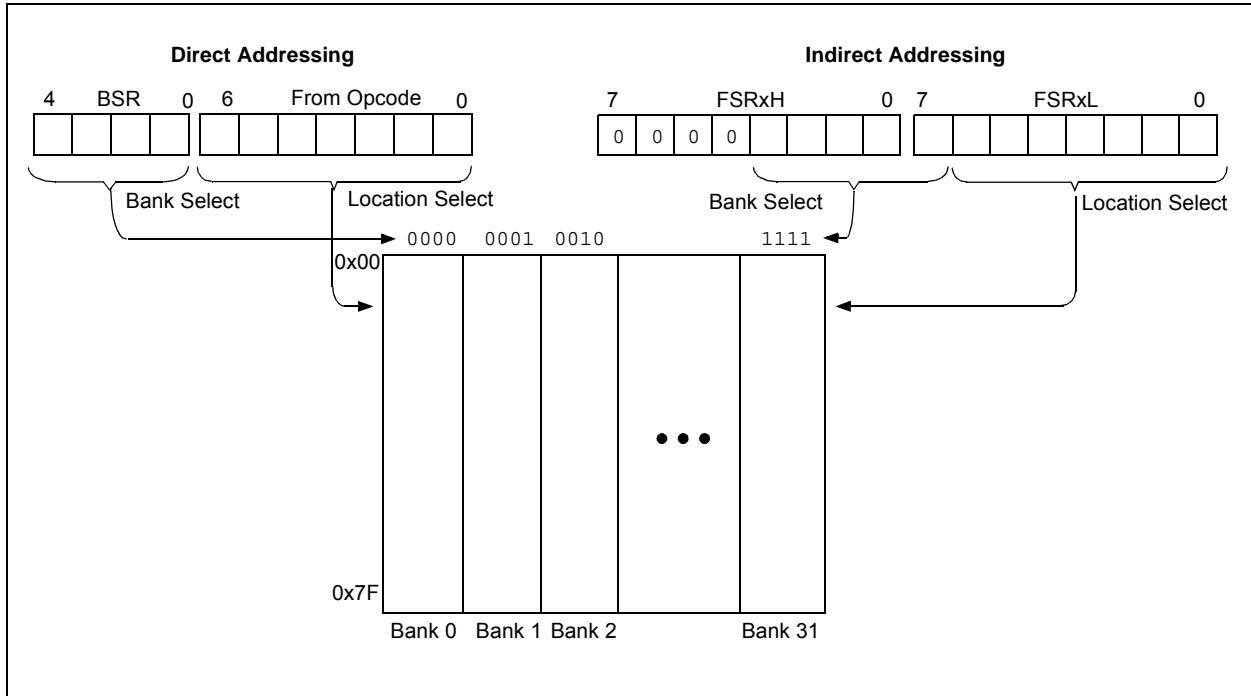 Direct Addressing
Indirect Addressing
4 BSR 0 6 From Opcode 0
7 FSRxH 0 7 FSRxL 0
0 0 0 0
Bank Select
Location Select
Bank Select
Location Select
0000 0001 0010 1111
0x00
0x7F
Bank 0 Bank 1 Bank 2 Bank 31